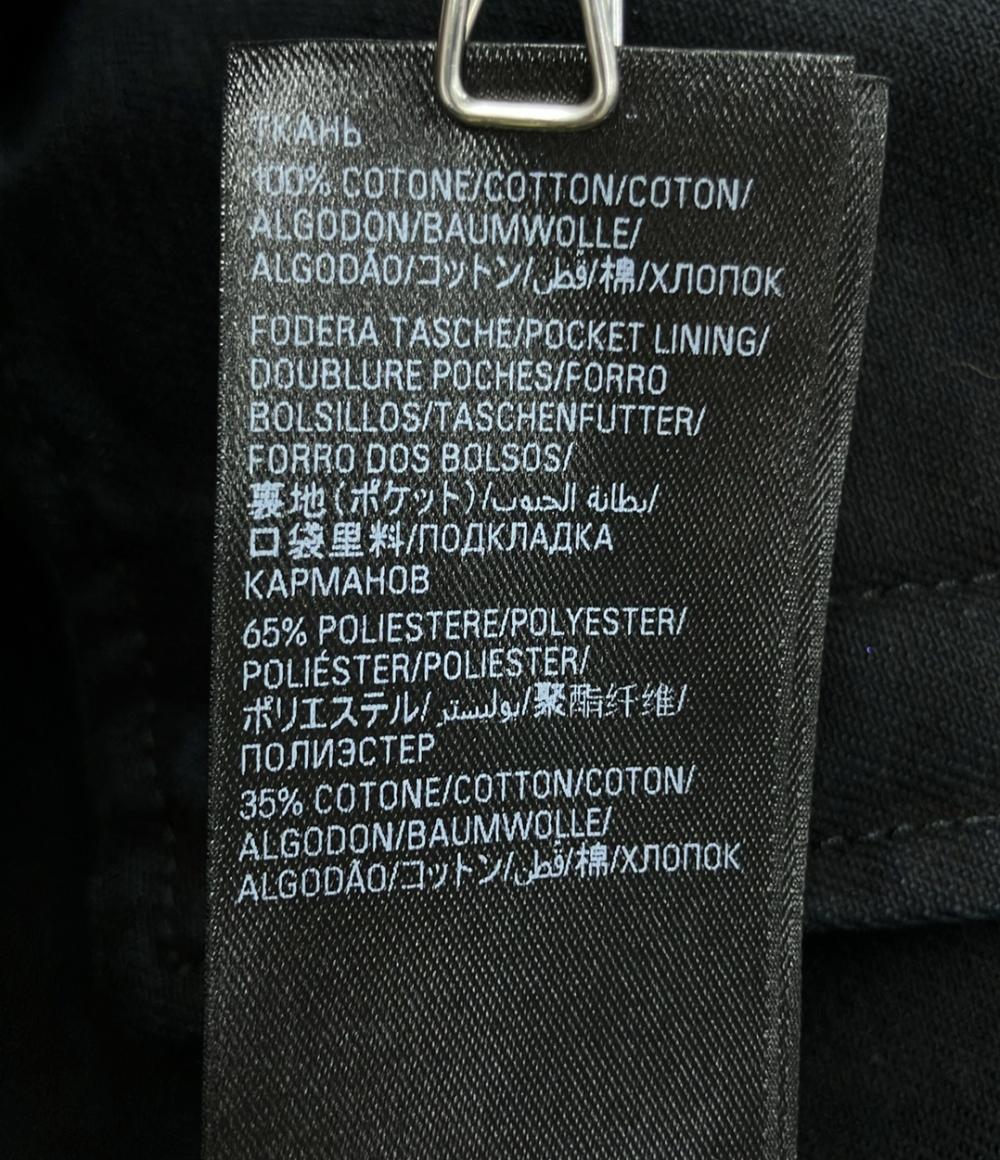 ТКАНЬ
100% COTONE/COTTON/COTON/
ALGODON/BAUMWOLLE/
ALGODÃO/コットン/قطن/棉/ХЛОПОК
FODERA TASCHE/POCKET LINING/
DOUBLURE POCHES/FORRO
BOLSILLOS/TASCHENFUTTER/
FORRO DOS BOLSOS/
裏地(ポケット)/بطانة الجيوب/
口袋里料/ПОДКЛАДКА
КАРМАНОВ
65% POLIESTERE/POLYESTER/
POLIÉSTER/POLIESTER/
ポリエステル/بوليستر/聚酯纤维/
ПОЛИЭСТЕР
35% COTONE/COTTON/COTON/
ALGODON/BAUMWOLLE/
ALGODÃO/コットン/قطن/棉/ХЛОПОК